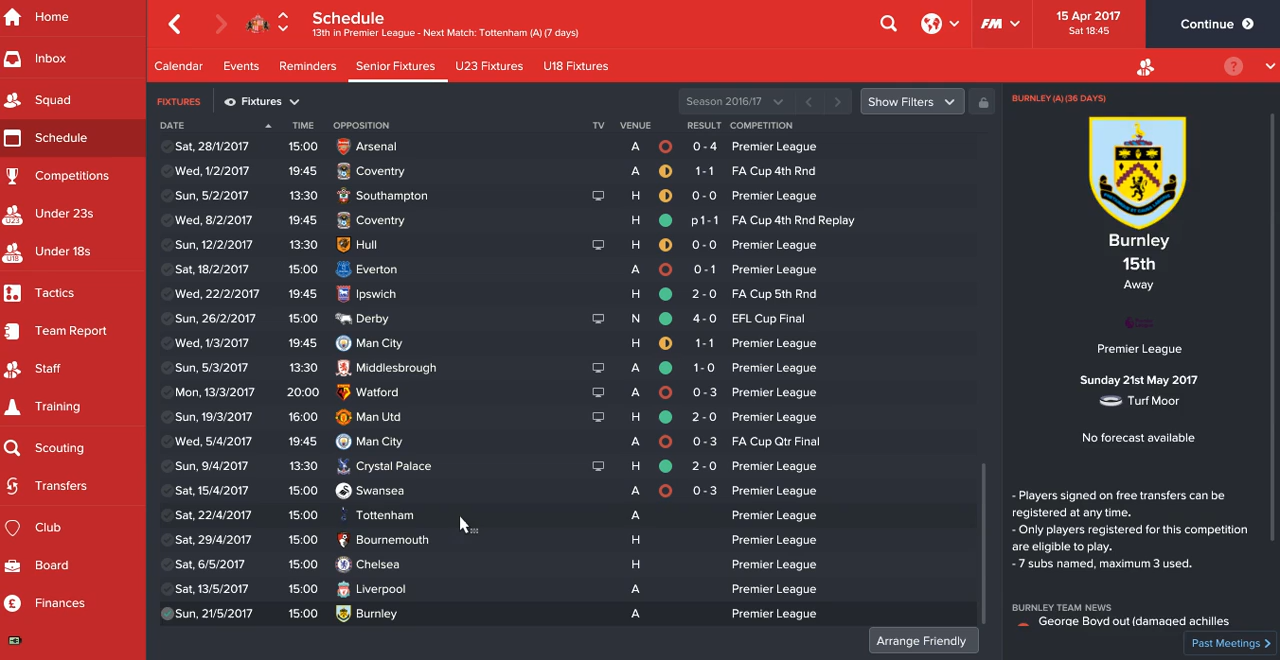 Home
Inbox
Squad
Schedule
Competitions
Under 23s
Under 18s
Tactics
Team Report
Staff
Training
Scouting
Transfers
Club
Board
Finances
Schedule
13th in Premier League - Next Match: Tottenham (A) (7 days)
FM
15 Apr 2017
Sat 18:45
Continue
Calendar Events Reminders Senior Fixtures U23 Fixtures U18 Fixtures
?
FIXTURES Fixtures Season 2016/17 Show Filters
DATE TIME OPPOSITION TV VENUE RESULT COMPETITION
Sat, 28/1/2017 15:00 Arsenal A 0 - 4 Premier League
Wed, 1/2/2017 19:45 Coventry A 1 - 1 FA Cup 4th Rnd
Sun, 5/2/2017 13:30 Southampton H 0 - 0 Premier League
Wed, 8/2/2017 19:45 Coventry H p 1 - 1 FA Cup 4th Rnd Replay
Sun, 12/2/2017 13:30 Hull H 0 - 0 Premier League
Sat, 18/2/2017 15:00 Everton A 0 - 1 Premier League
Wed, 22/2/2017 19:45 Ipswich H 2 - 0 FA Cup 5th Rnd
Sun, 26/2/2017 15:00 Derby N 4 - 0 EFL Cup Final
Wed, 1/3/2017 19:45 Man City H 1 - 1 Premier League
Sun, 5/3/2017 13:30 Middlesbrough A 1 - 0 Premier League
Mon, 13/3/2017 20:00 Watford A 0 - 3 Premier League
Sun, 19/3/2017 16:00 Man Utd H 2 - 0 Premier League
Wed, 5/4/2017 19:45 Man City A 0 - 3 FA Cup Qtr Final
Sun, 9/4/2017 13:30 Crystal Palace H 2 - 0 Premier League
Sat, 15/4/2017 15:00 Swansea A 0 - 3 Premier League
Sat, 22/4/2017 15:00 Tottenham A Premier League
Sat, 29/4/2017 15:00 Bournemouth H Premier League
Sat, 6/5/2017 15:00 Chelsea H Premier League
Sat, 13/5/2017 15:00 Liverpool A Premier League
Sun, 21/5/2017 15:00 Burnley A Premier League
Arrange Friendly
BURNLEY (A) (36 DAYS)
Burnley
15th
Away
Premier League
Sunday 21st May 2017
Turf Moor
No forecast available
- Players signed on free transfers can be
registered at any time.
- Only players registered for this competition
are eligible to play.
- 7 subs named, maximum 3 used.
BURNLEY TEAM NEWS
George Boyd out (damaged achilles
Past Meetings